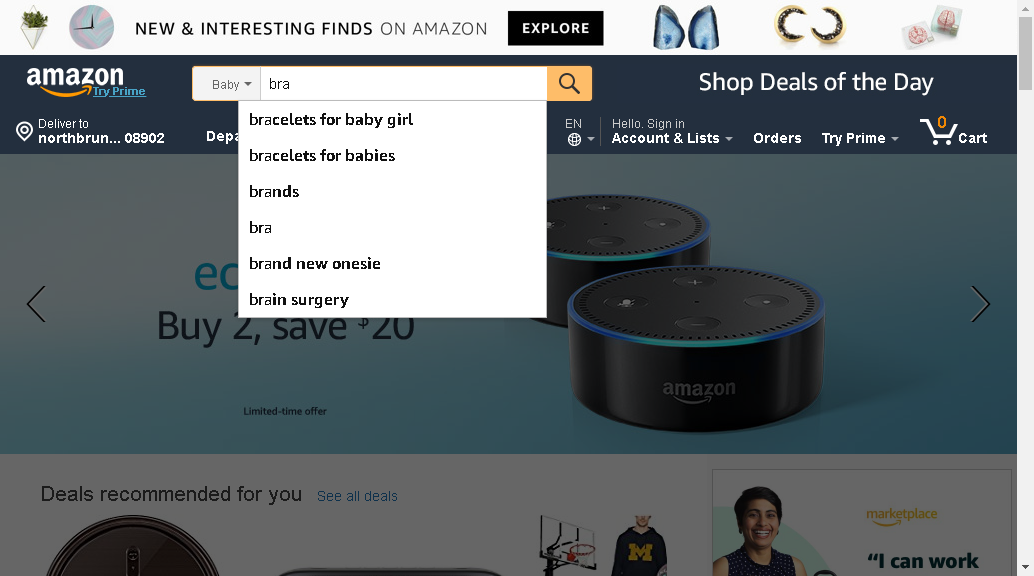 NEW & INTERESTING FINDS ON AMAZON EXPLORE
amazon
Try Prime
Baby bra
Shop Deals of the Day
Deliver to
northbrun... 08902
Depa
EN
Hello. Sign in
Account & Lists
Orders
Try Prime
0
Cart
bracelets for baby girl
bracelets for babies
brands
bra
brand new onesie
brain surgery
ec
Buy 2, save $20
Limited-time offer
amazon
Deals recommended for you See all deals
M
marketplace
“I can work